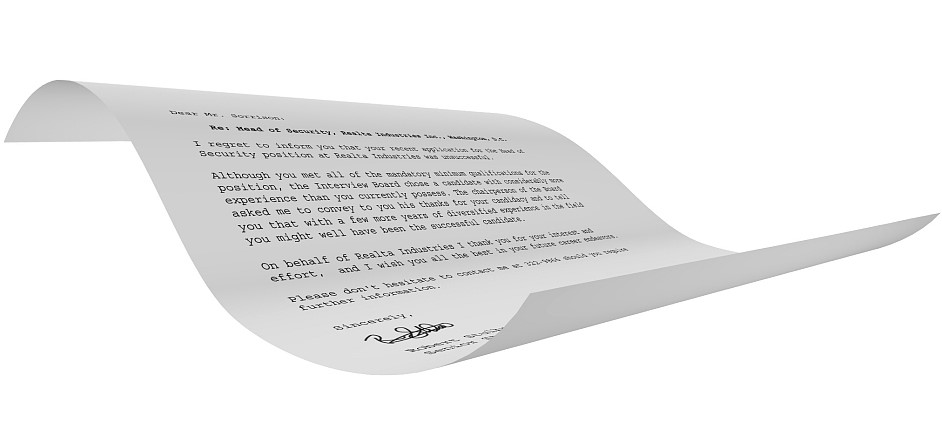 Dear Mr. Sorrison:
Re: Head of Security, Realta Industries Inc., Washington, D.C.
I regret to inform you that your recent application for the Head of
Security position at Realta Industries was unsuccessful.
Although you met all of the mandatory minimum qualifications for the
position, the Interview Board chose a candidate with considerably more
experience than you currently possess. The chairperson of the Board
asked me to convey to you his thanks for your candidacy and to tell
you that with a few more years of diversified experience in the field
you might well have been the successful candidate.
On behalf of Realta Industries I thank you for your interest and
effort, and I wish you all the best in your future career endeavors.
Please don't hesitate to contact me at should you require
further information.
Sincerely,
Robert
Senior